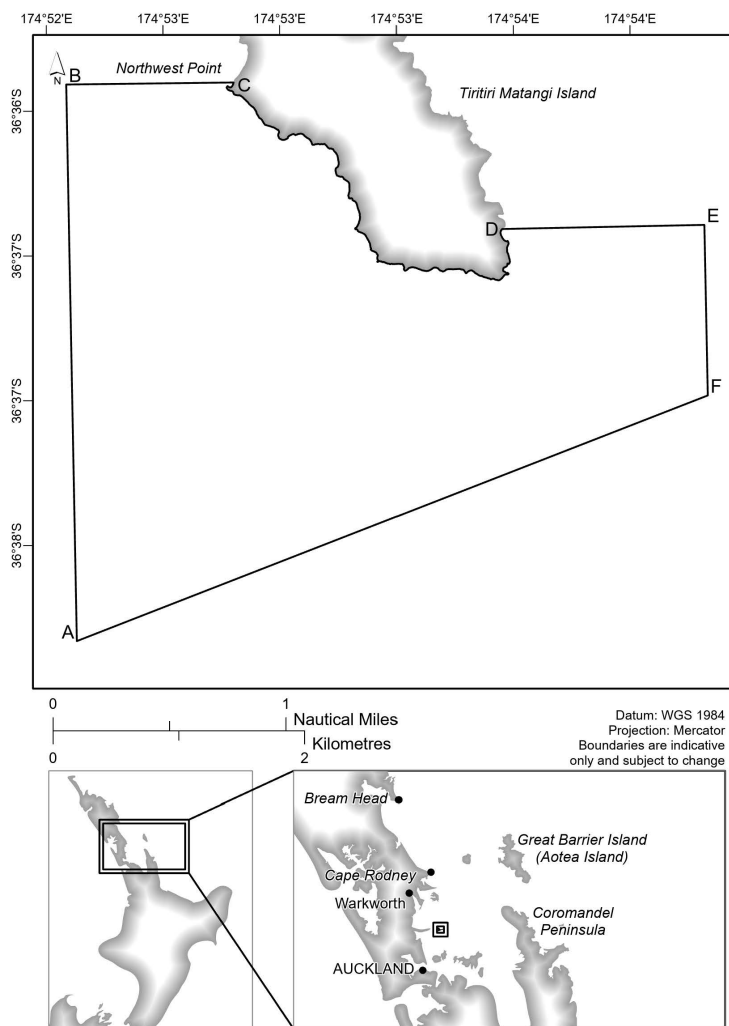 174°52'E
174°53'E
174°53'E
174°53'E
174°54'E
174°54'E
N
B
Northwest Point
C
Tiritiri Matangi Island
36°36'S
D
E
36°37'S
F
36°37'S
36°38'S
A
0
1
Nautical Miles
Kilometres
0
2
Datum: WGS 1984
Projection: Mercator
Boundaries are indicative
only and subject to change
Bream Head
Great Barrier Island
(Aotea Island)
Cape Rodney
Warkworth
Coromandel
Peninsula
AUCKLAND